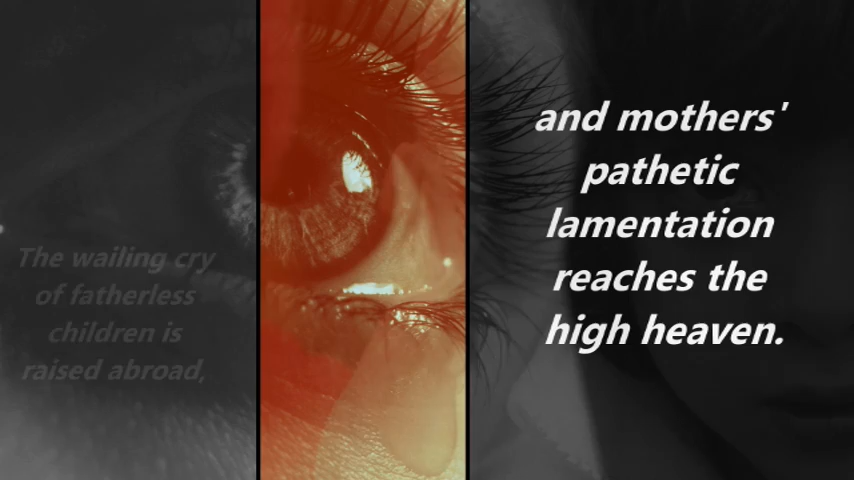 The wailing cry
of fatherless
children is
raised abroad,
and mothers'
pathetic
lamentation
reaches the
high heaven.